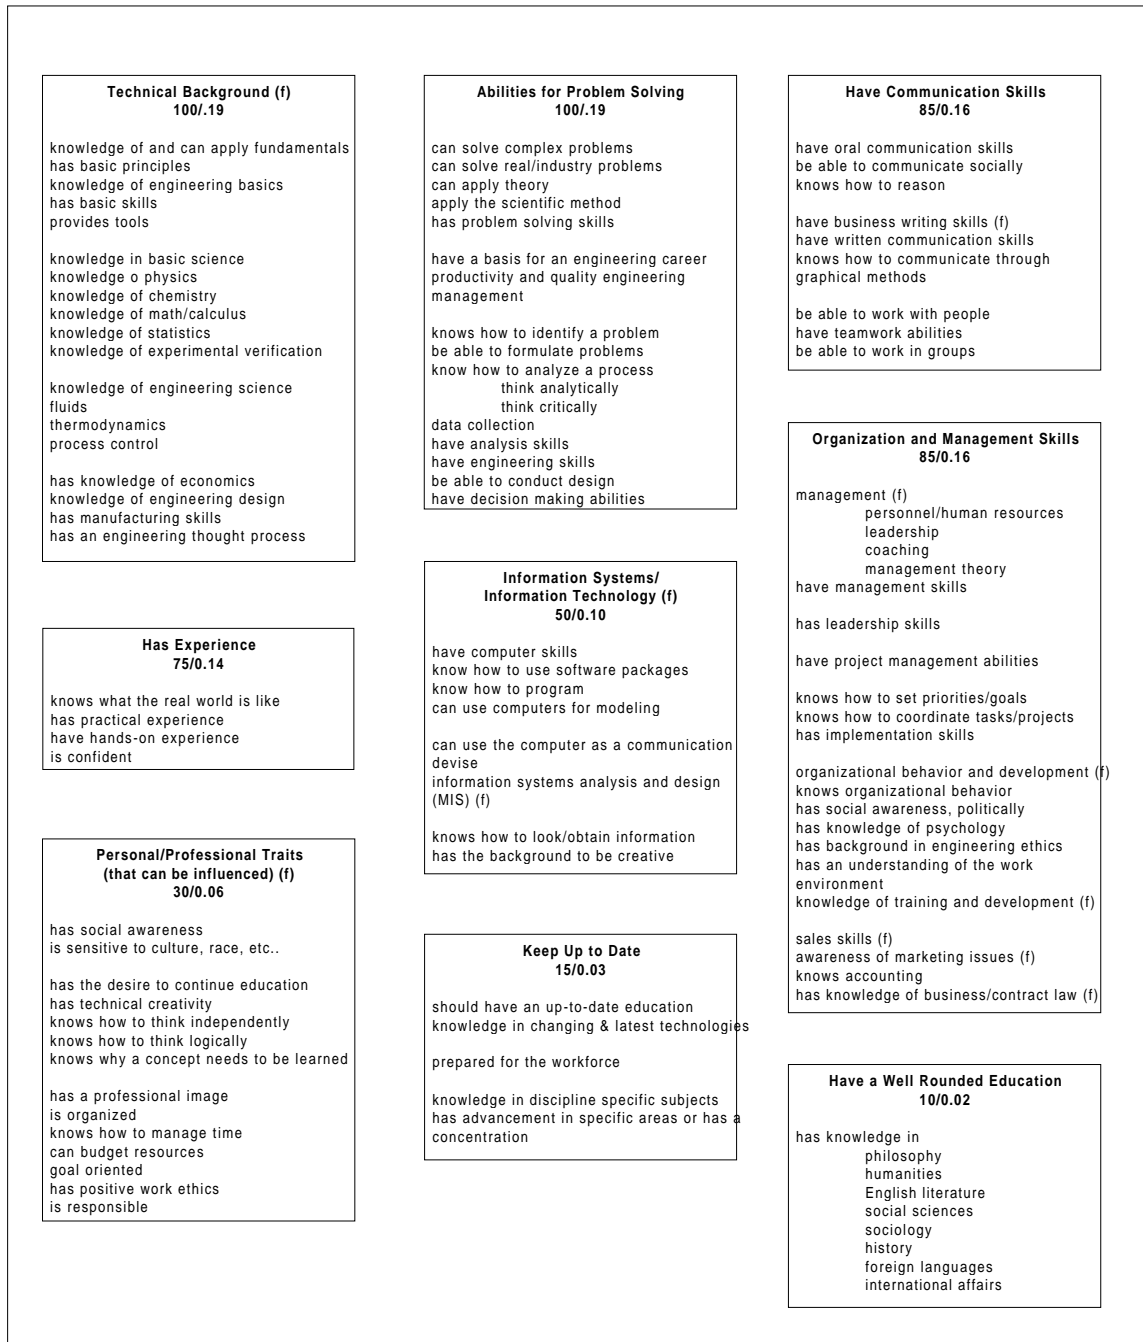 Technical Background (f)
100/.19
knowledge of and can apply fundamentals
has basic principles
knowledge of engineering basics
has basic skills
provides tools
knowledge in basic science
knowledge o physics
knowledge of chemistry
knowledge of math/calculus
knowledge of statistics
knowledge of experimental verification
knowledge of engineering science
fluids
thermodynamics
process control
has knowledge of economics
knowledge of engineering design
has manufacturing skills
has an engineering thought process
Has Experience
75/0.14
knows what the real world is like
has practical experience
have hands-on experience
is confident
Personal/Professional Traits
(that can be influenced) (f)
30/0.06
has social awareness
is sensitive to culture, race, etc..
has the desire to continue education
has technical creativity
knows how to think independently
knows how to think logically
knows why a concept needs to be learned
has a professional image
is organized
knows how to manage time
can budget resources
goal oriented
has positive work ethics
is responsible
Abilities for Problem Solving
100/.19
can solve complex problems
can solve real/industry problems
can apply theory
apply the scientific method
has problem solving skills
have a basis for an engineering career
productivity and quality engineering
management
knows how to identify a problem
be able to formulate problems
know how to analyze a process
think analytically
think critically
data collection
have analysis skills
have engineering skills
be able to conduct design
have decision making abilities
Information Systems/
Information Technology (f)
50/0.10
have computer skills
know how to use software packages
know how to program
can use computers for modeling
can use the computer as a communication
devise
information systems analysis and design
(MIS) (f)
knows how to look/obtain information
has the background to be creative
Keep Up to Date
15/0.03
should have an up-to-date education
knowledge in changing & latest technologies
prepared for the workforce
knowledge in discipline specific subjects
has advancement in specific areas or has a
concentration
Have Communication Skills
85/0.16
have oral communication skills
be able to communicate socially
knows how to reason
have business writing skills (f)
have written communication skills
knows how to communicate through
graphical methods
be able to work with people
have teamwork abilities
be able to work in groups
Organization and Management Skills
85/0.16
management (f)
personnel/human resources
leadership
coaching
management theory
have management skills
has leadership skills
have project management abilities
knows how to set priorities/goals
knows how to coordinate tasks/projects
has implementation skills
organizational behavior and development (f)
knows organizational behavior
has social awareness, politically
has knowledge of psychology
has background in engineering ethics
has an understanding of the work
environment
knowledge of training and development (f)
sales skills (f)
awareness of marketing issues (f)
knows accounting
has knowledge of business/contract law (f)
Have a Well Rounded Education
10/0.02
has knowledge in
philosophy
humanities
English literature
social sciences
sociology
history
foreign languages
international affairs